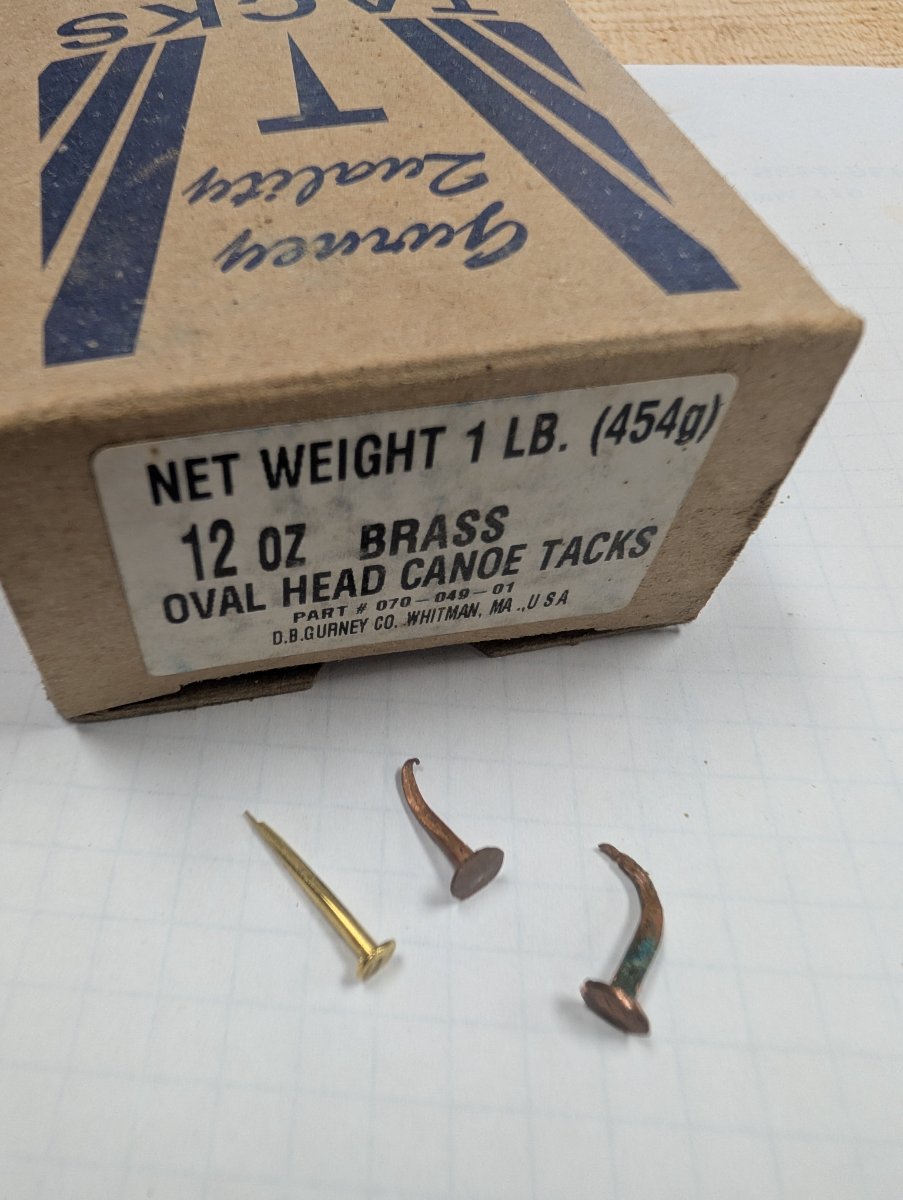 Gurney
Quality
T
TACKS
NET WEIGHT 1 LB. (454g)
12 OZ BRASS
OVAL HEAD CANOE TACKS
PART # 070-049-01
D.B.GURNEY CO. WHITMAN, MA.,USA